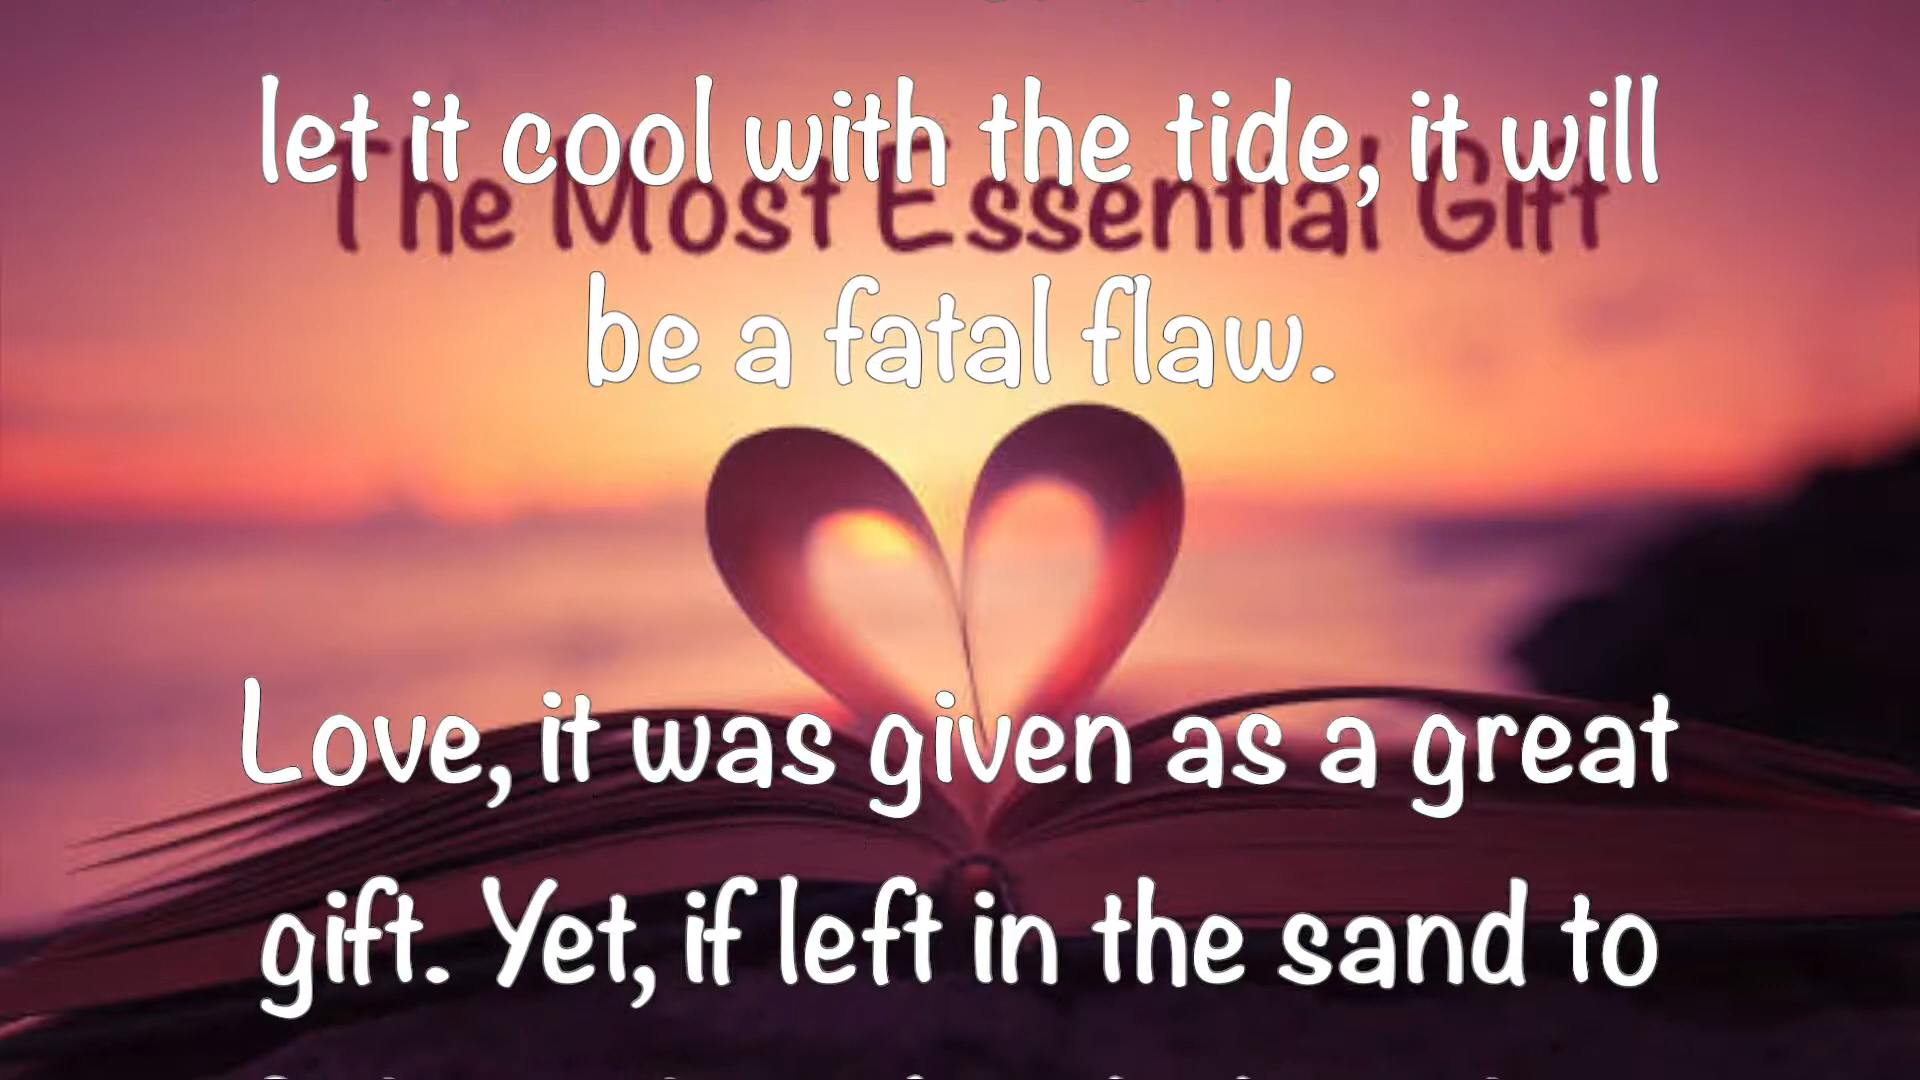 let it cool with the tide, it will
The Most Essential Gift
be a fatal flaw.
Love, it was given as a great
gift. Yet, if left in the sand to